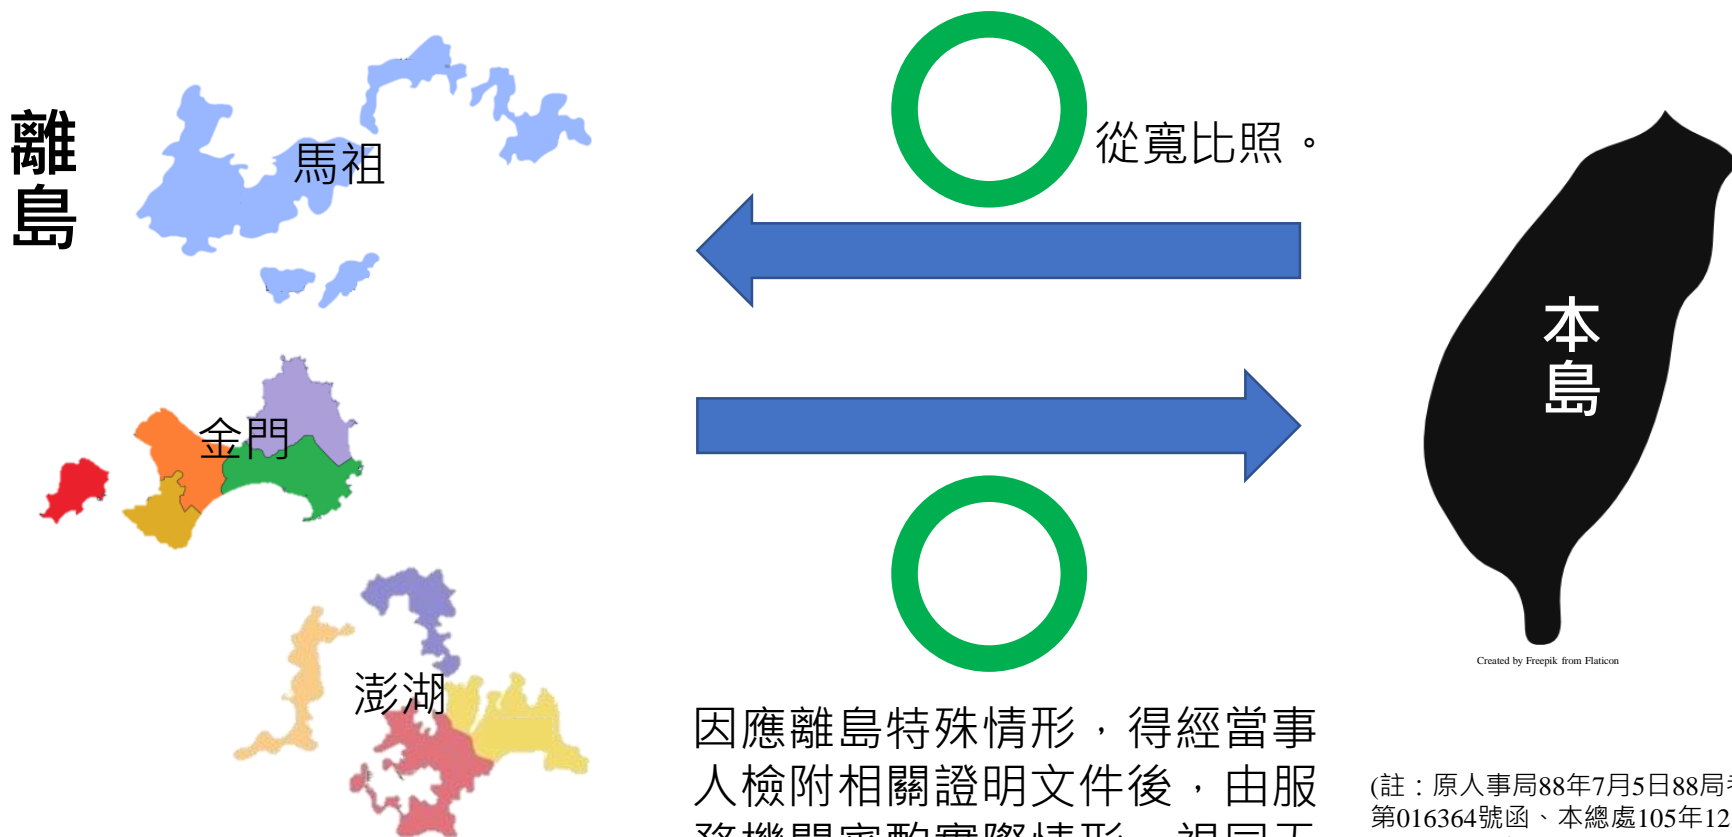 離島
馬祖
從寬比照。
本島
金門
Created by Freepik from Flaticon
澎湖
因應離島特殊情形，得經當事
人檢附相關證明文件後，由服
(註：原人事局88年7月5日88局
第016364號函、本總處105年12